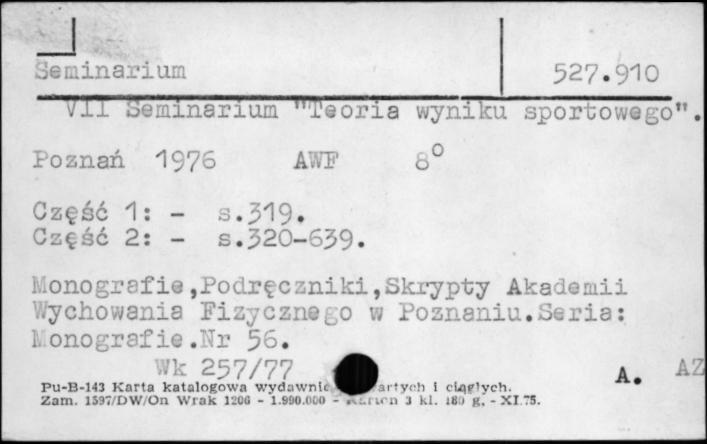 Seminarium 527.910
VII Seminarium "Teoria wyniku sportowego".
Poznań 1976 AWF 8°
Część 1: - s.319.
Część 2: - s.320-639.
Monografie,Podręczniki,Skrypty Akademii
Wychowania Fizycznego w Poznaniu.Seria:
Monografie.Nr 56.
Wk 257/77
A. AZ
Pu-B-143 Karta katalogowa i ciągłych.
Zam. 1597/DW/On Wrak 1206 - 1.990.000 - Karton 3 kl. 180 g, - XI.75.